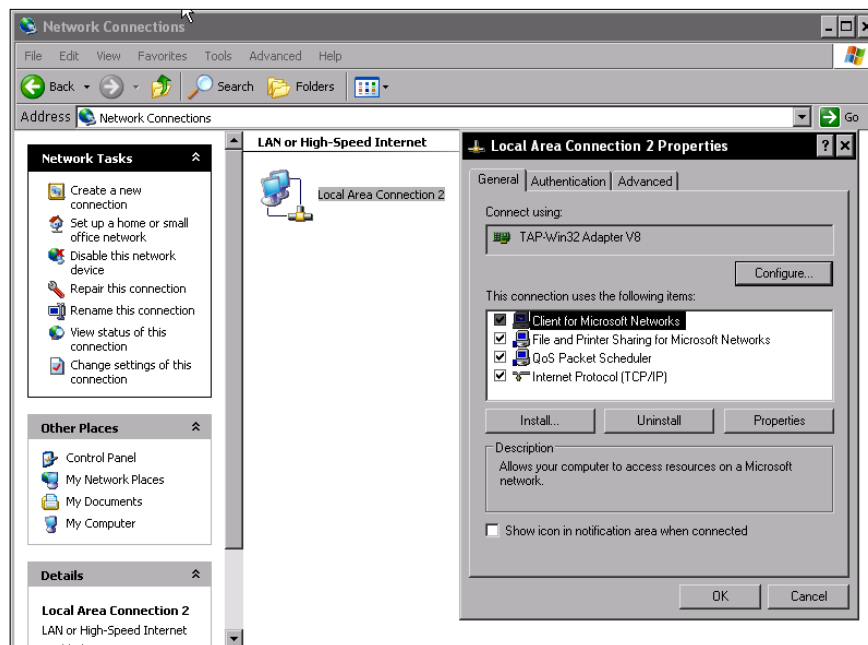 Network Connections
File Edit View Favorites Tools Advanced Help
Back Search Folders
Address Network Connections Go
Network Tasks
Create a new
connection
Set up a home or small
office network
Disable this network
device
Repair this connection
Rename this connection
View status of this
connection
Change settings of this
connection
Other Places
Control Panel
My Network Places
My Documents
My Computer
Details
Local Area Connection 2
LAN or High-Speed Internet
LAN or High-Speed Internet
Local Area Connection 2
Local Area Connection 2 Properties
General Authentication Advanced
Connect using:
TAP-Win32 Adapter V8
Configure...
This connection uses the following items:
Client for Microsoft Networks
File and Printer Sharing for Microsoft Networks
QoS Packet Scheduler
Internet Protocol (TCP/IP)
Install... Uninstall Properties
Description
Allows your computer to access resources on a Microsoft
network.
Show icon in notification area when connected
OK Cancel